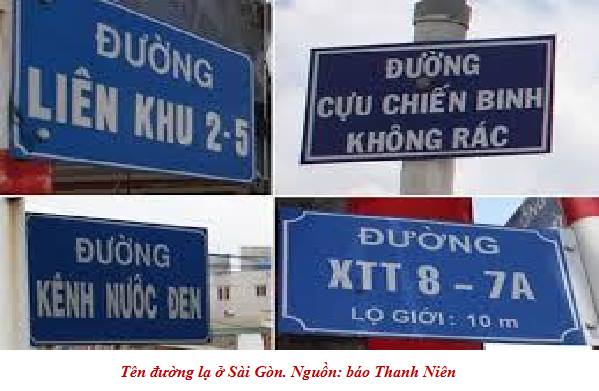 ĐƯỜNG
LIÊN KHU 2-5
ĐƯỜNG
CỰU CHIẾN BINH
KHÔNG RÁC
ĐƯỜNG
KÊNH NƯỚC ĐEN
ĐƯỜNG
XTT 8 – 7A
LỘ GIỚI : 10 m
Tên đường lạ ở Sài Gòn. Nguồn: báo Thanh Niên